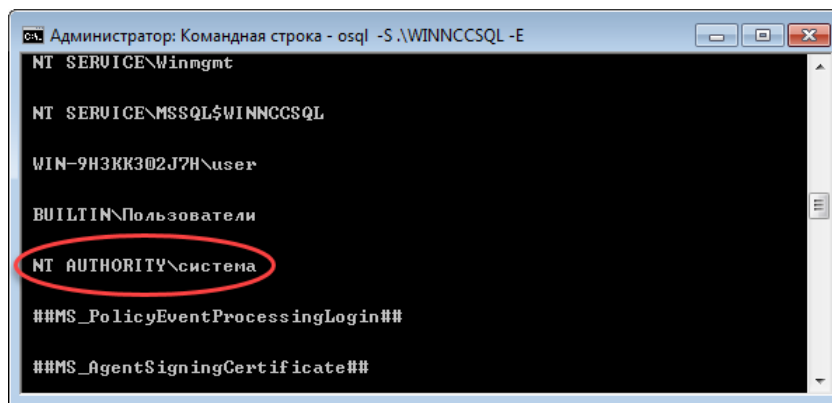 Администратор: Командная строка - osql -S .\WINNCCSQL -E
NT SERVICE\Winmgmt
NT SERVICE\MSSQL$WINNCCSQL
WIN-9H3KK302J7H\user
BUILTIN\Пользователи
NT AUTHORITY\система
##MS_PolicyEventProcessingLogin##
##MS_AgentSigningCertificate##